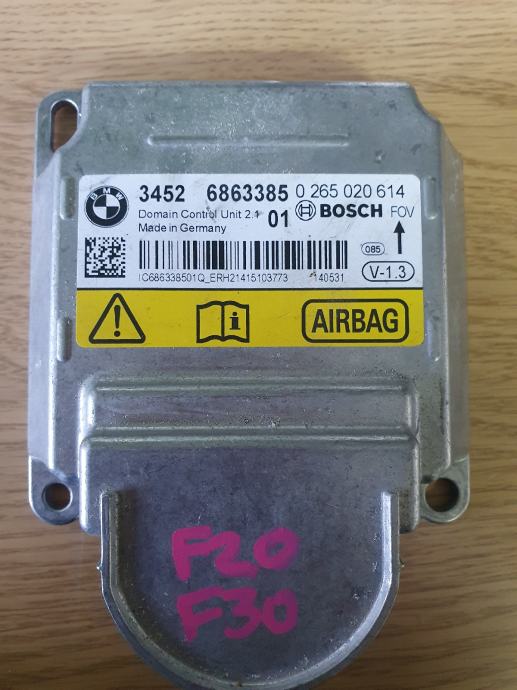 BMW
3452 6863385 0 265 020 614
Domain Control Unit 2.1 01 BOSCH FOV
Made in Germany
085
V-1.3
IC686338501Q_ERH21415103773 140531
AIRBAG
F20
F30